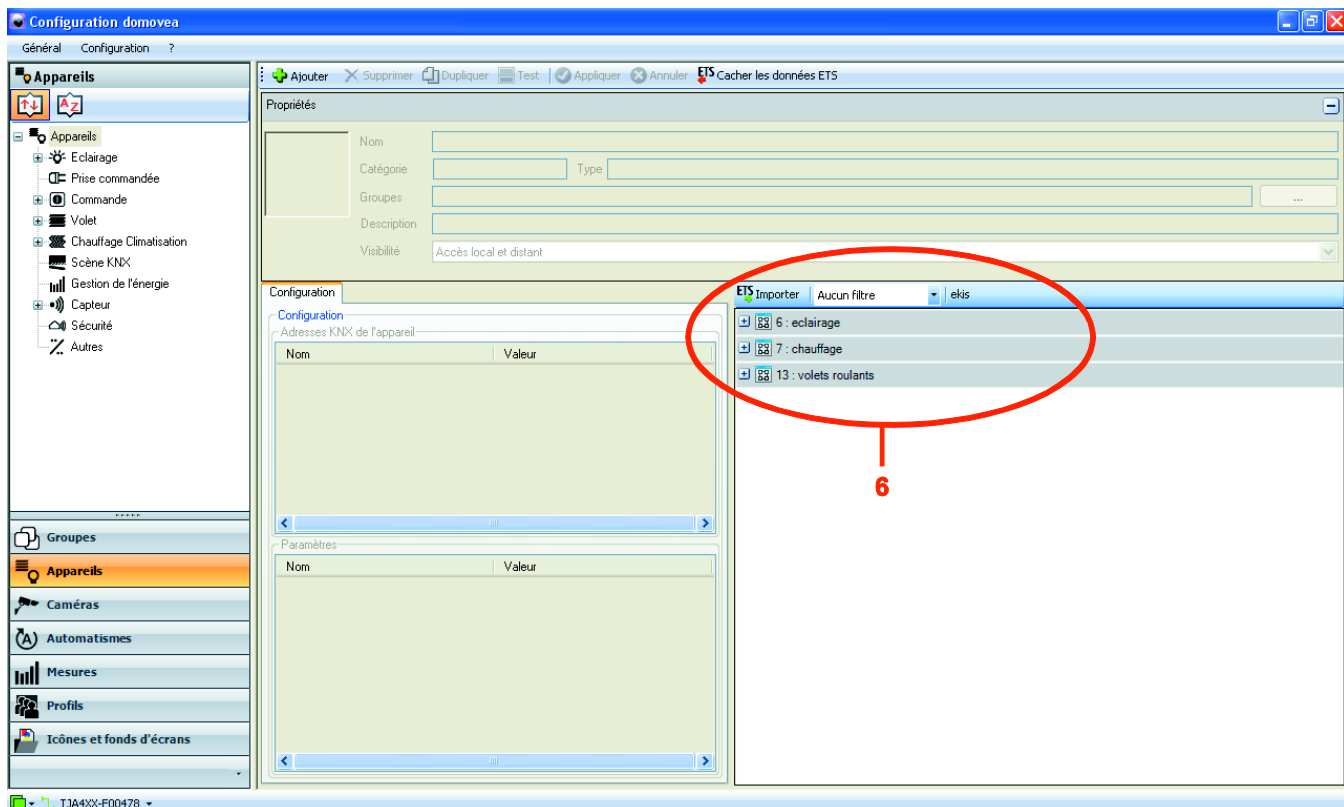 Configuration domovea
Général Configuration ?
Appareils
Ajouter Supprimer Dupliquer Test Appliquer Annuler ETS Cacher les données ETS
Propriétés
AZ
Nom
Catégorie Type
Groupes ...
Description
Visibilité Accès local et distant
Appareils
Eclairage
Prise commandée
Commande
Volet
Chauffage Climatisation
Scène KNX
Gestion de l'énergie
Capteur
Sécurité
Autres
Configuration
Configuration
Adresses KNX de l'appareil
Nom Valeur
Paramètres
Nom Valeur
ETS Importer Aucun filtre ekis
6 : eclairage
7 : chauffage
13 : volets roulants
6
Groupes
Appareils
Caméras
Automatismes
Mesures
Profils
Icônes et fonds d'écrans
TJA4XX-E00478